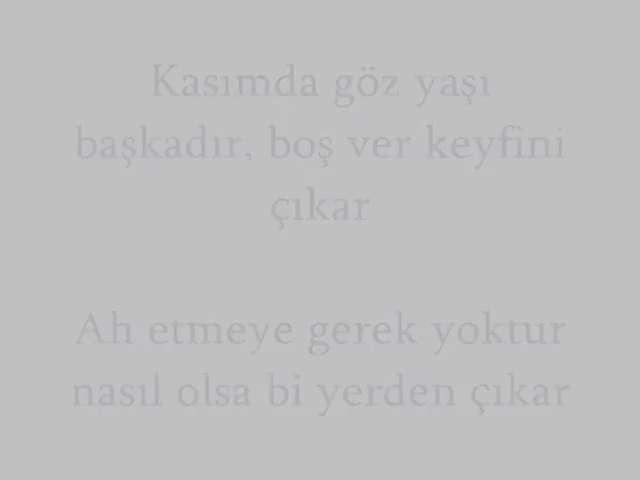 Kasımda göz yaşı
başkadır, boş ver keyfini
çıkar
Ah etmeye gerek yoktur
nasıl olsa bi yerden çıkar